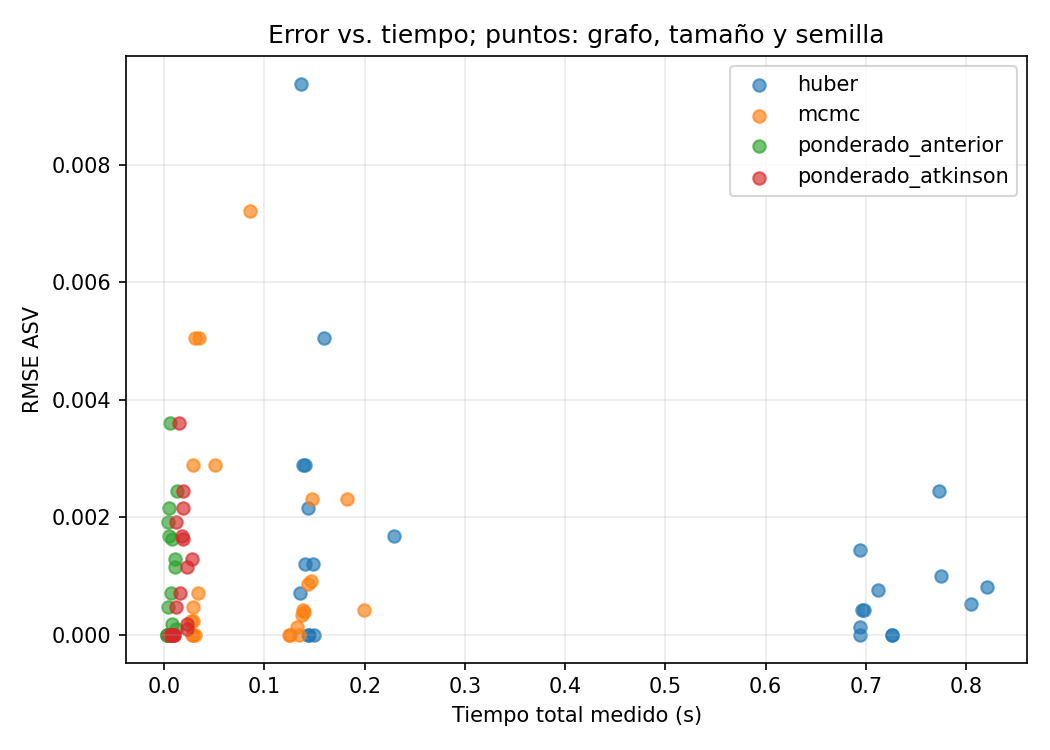 Error vs. tiempo; puntos: grafo, tamaño y semilla
huber
mcmc
ponderado_anterior
ponderado_atkinson
RMSE ASV
0.008
0.006
0.004
0.002
0.000
0.0 0.1 0.2 0.3 0.4 0.5 0.6 0.7 0.8
Tiempo total medido (s)